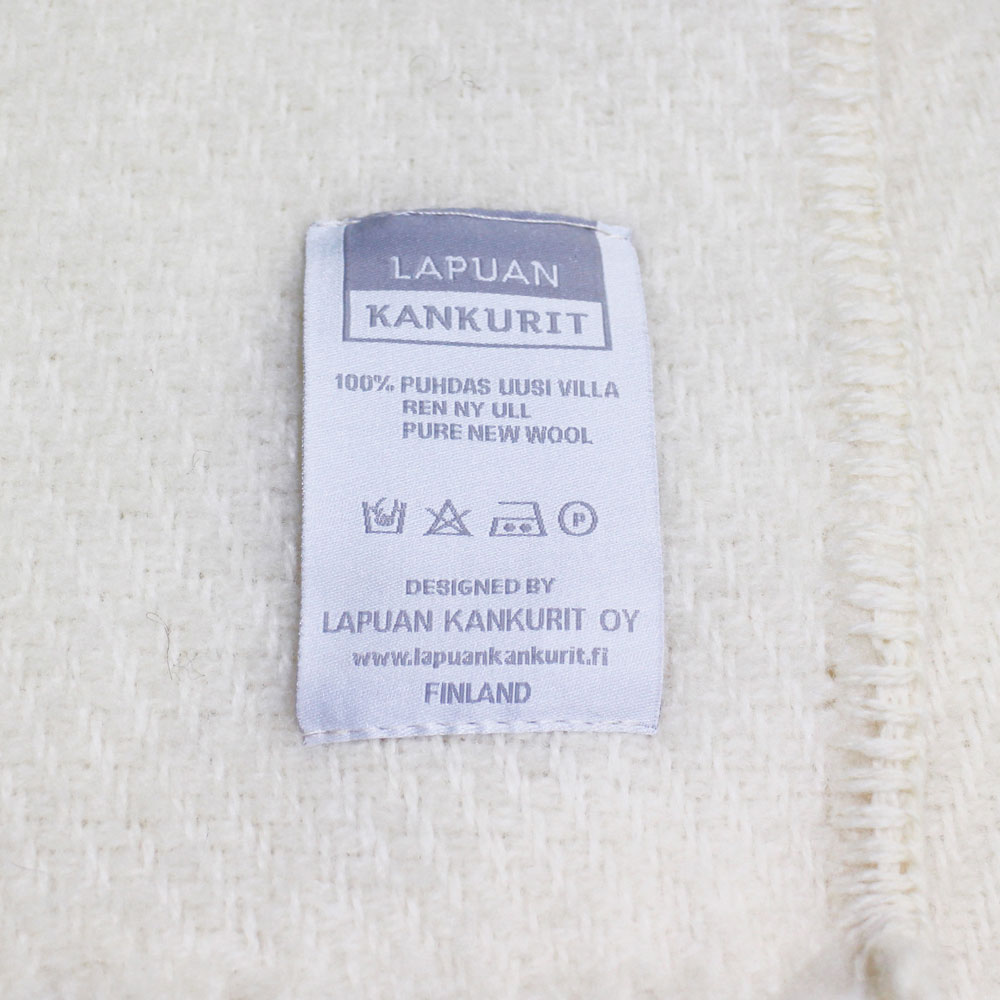 LAPUAN
KANKURIT
100% PUHDAS UUSI VILLA
REN NY ULL
PURE NEW WOOL
P
DESIGNED BY
LAPUAN KANKURIT OY
www.lapuankankurit.fi
FINLAND